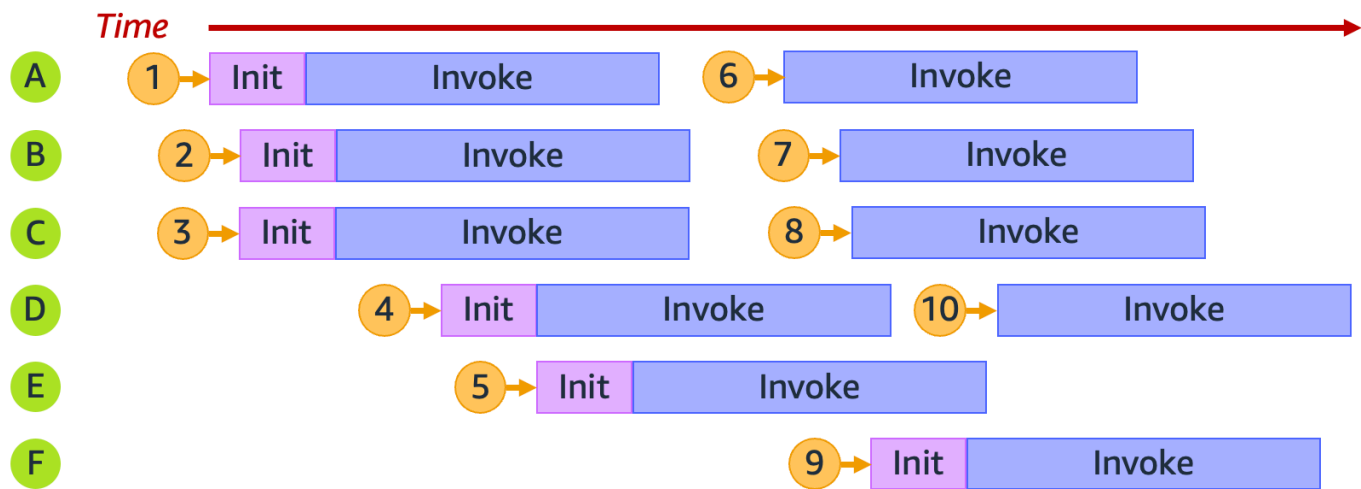 Time
A 1 Init Invoke 6 Invoke
B 2 Init Invoke 7 Invoke
C 3 Init Invoke 8 Invoke
D 4 Init Invoke 10 Invoke
E 5 Init Invoke
F 9 Init Invoke